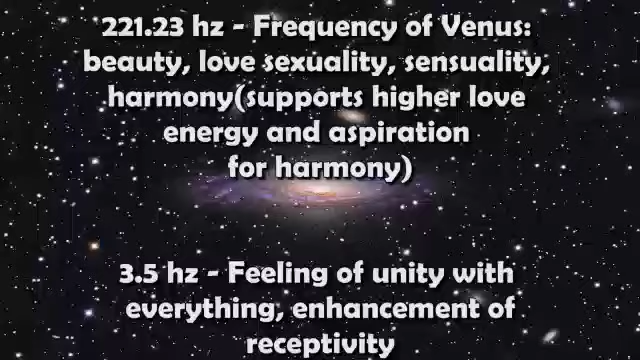 221.23 hz - Frequency of Venus:
beauty, love sexuality, sensuality,
harmony(supports higher love
energy and aspiration
for harmony)
3.5 hz - Feeling of unity with
everything, enhancement of
receptivity